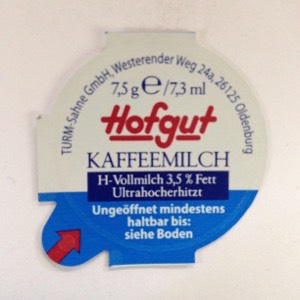 TURM-Sahne GmbH, Westerender Weg 24a, 26125 Oldenburg
7,5 g ℮/7,3 ml
Hofgut
KAFFEEMILCH
H-Vollmilch 3,5 % Fett
Ultrahocherhitzt
Ungeöffnet mindestens
haltbar bis:
siehe Boden